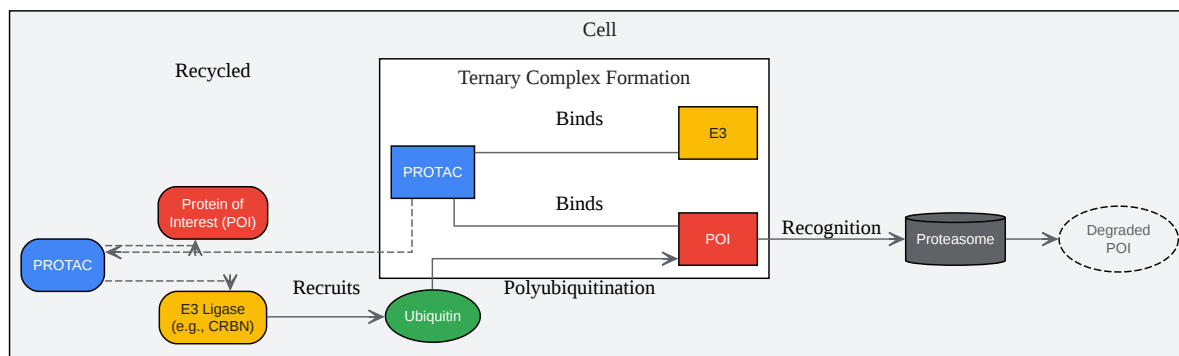 Cell
Recycled
Ternary Complex Formation
Binds
E3
PROTAC
Binds
Protein of
Interest (POI)
POI
Recognition
Proteasome
Degraded
POI
PROTAC
E3 Ligase
(e.g., CRBN)
Recruits
Ubiquitin
Polyubiquitination